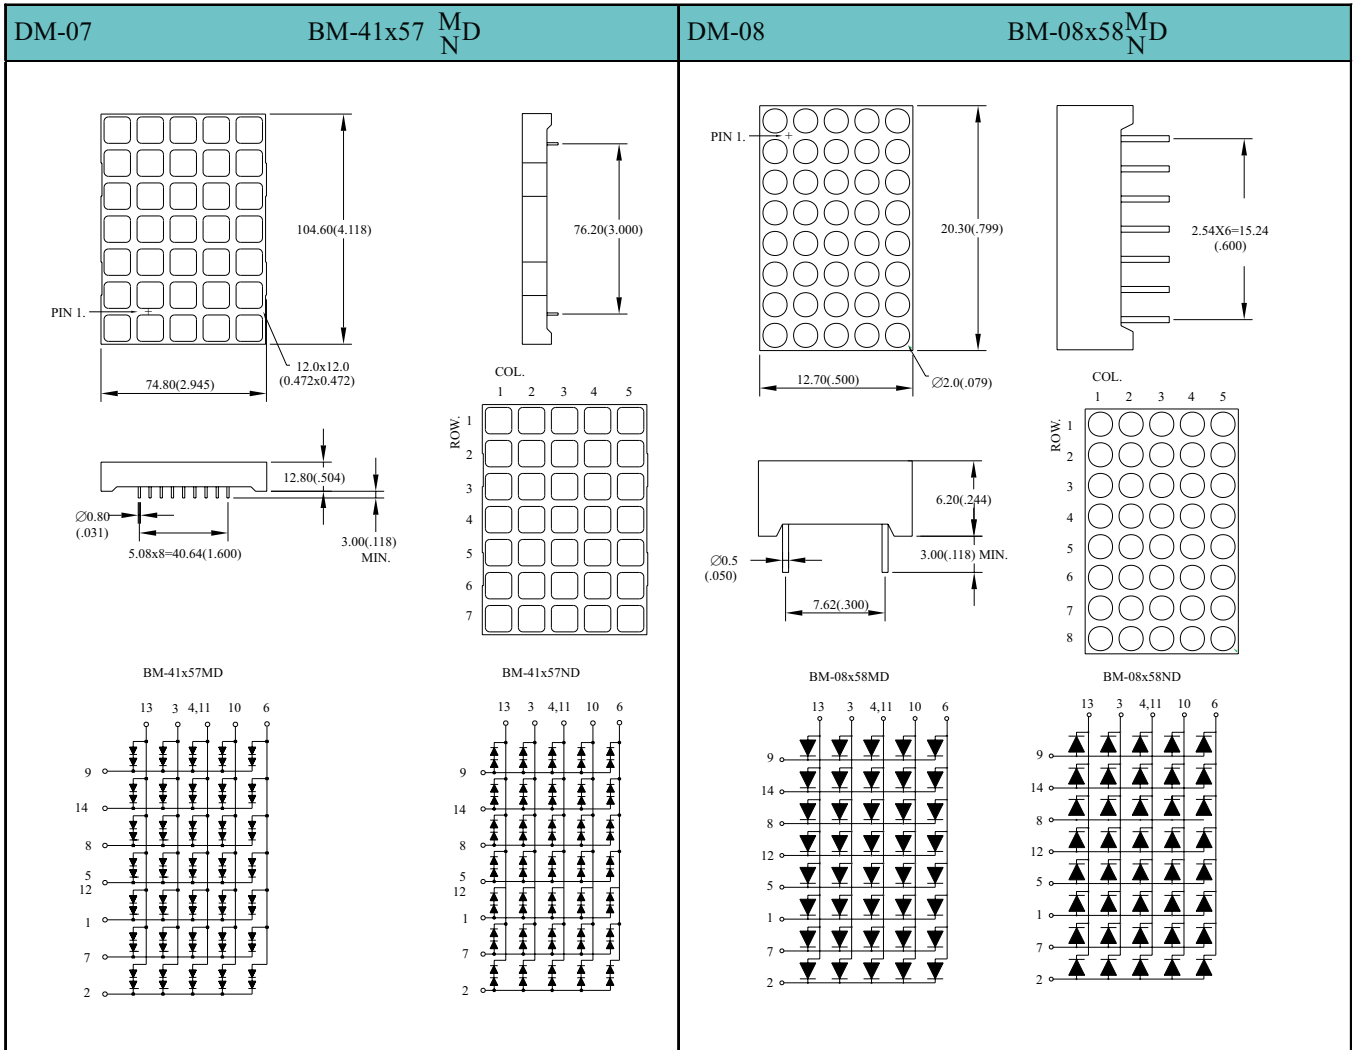 DM-07 BM-41x57 M/N D
DM-08 BM-08x58 M/N D
PIN 1.
104.60(4.118)
76.20(3.000)
12.0x12.0
(0.472x0.472)
74.80(2.945)
12.80(.504)
Ø0.80
(.031)
5.08x8=40.64(1.600)
3.00(.118)
MIN.
COL.
1 2 3 4 5
ROW.
1
2
3
4
5
6
7
BM-41x57MD
13 3 4,11 10 6
9
14
8
5
12
1
7
2
BM-41x57ND
13 3 4,11 10 6
9
14
8
5
12
1
7
2
PIN 1.
20.30(.799)
2.54X6=15.24
(.600)
12.70(.500)
Ø2.0(.079)
6.20(.244)
Ø0.5
(.050)
3.00(.118) MIN.
7.62(.300)
COL.
1 2 3 4 5
ROW.
1
2
3
4
5
6
7
8
BM-08x58MD
13 3 4,11 10 6
9
14
8
12
5
1
7
2
BM-08x58ND
13 3 4,11 10 6
9
14
8
12
5
1
7
2